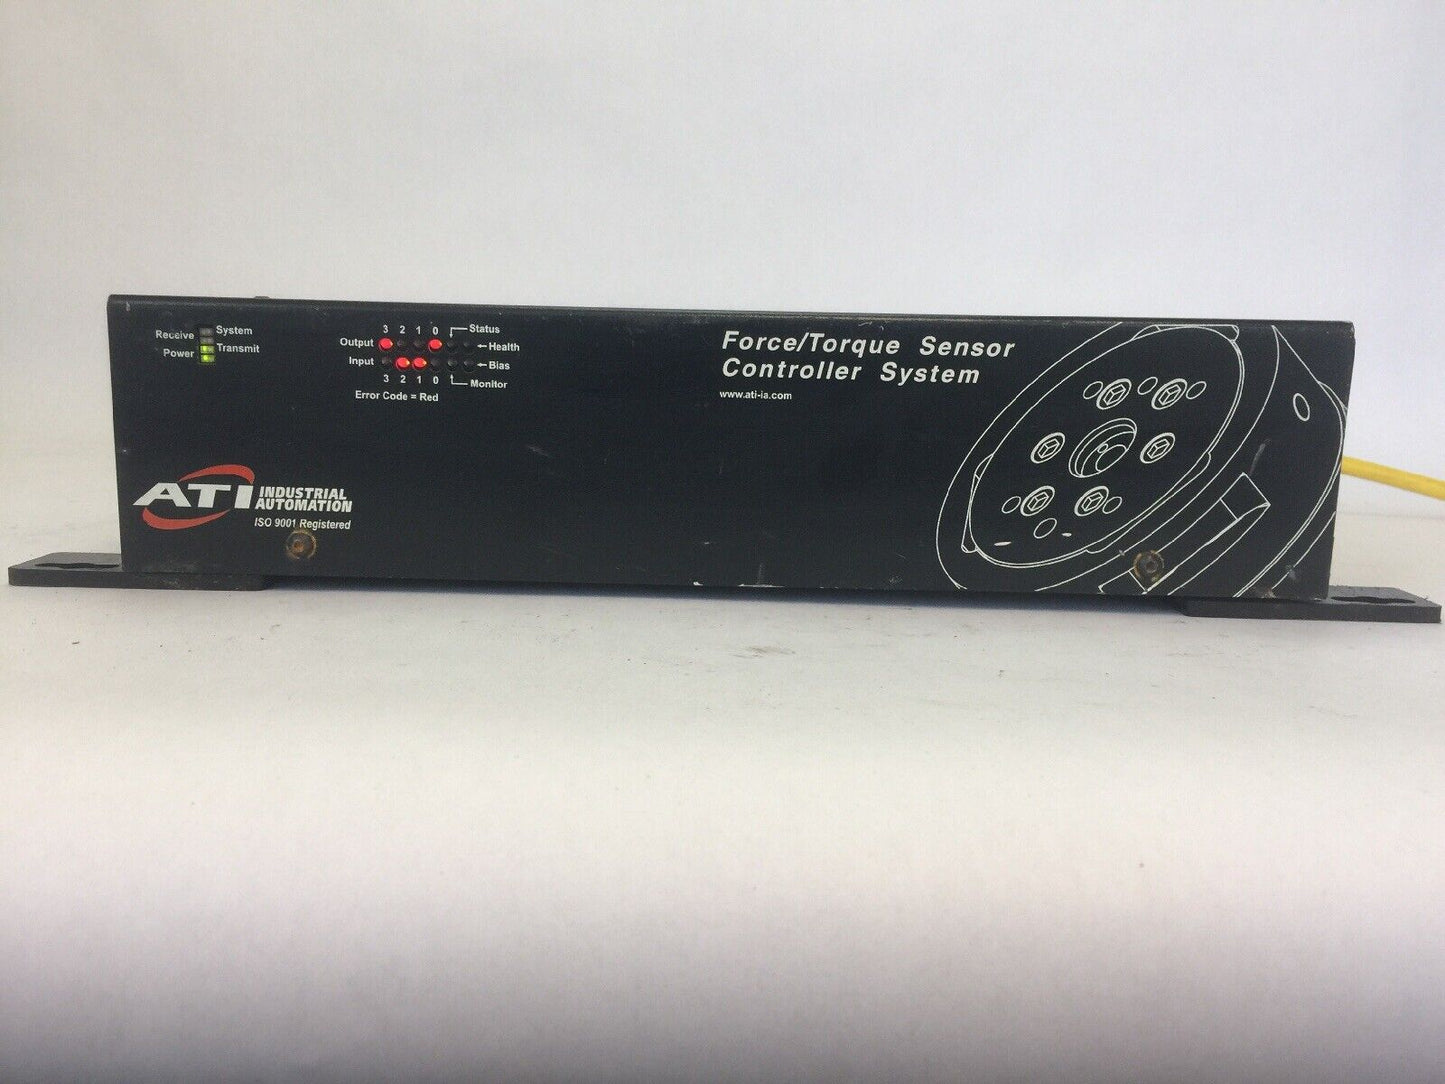 Receive System
Power Transmit
3 2 1 0 Status
Output Health
Input Bias
3 2 1 0 Monitor
Error Code = Red
Force/Torque Sensor
Controller System
www.ati-ia.com
ATI INDUSTRIAL
AUTOMATION
ISO 9001 Registered